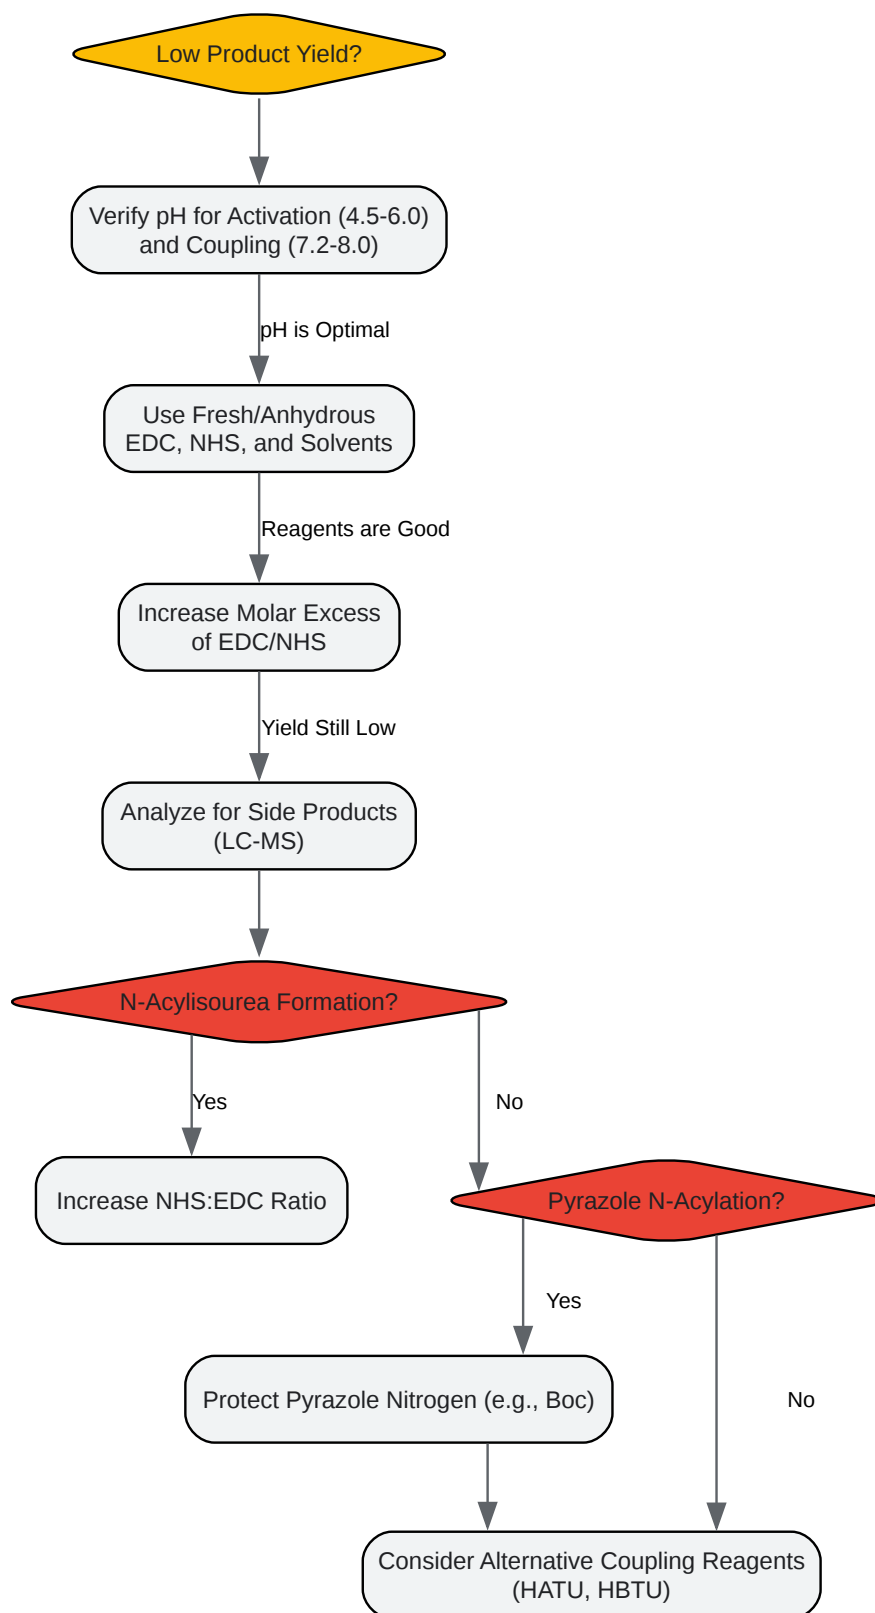 Low Product Yield?
Verify pH for Activation (4.5-6.0)
and Coupling (7.2-8.0)
pH is Optimal
Use Fresh/Anhydrous
EDC, NHS, and Solvents
Reagents are Good
Increase Molar Excess
of EDC/NHS
Yield Still Low
Analyze for Side Products
(LC-MS)
N-Acylisourea Formation?
Yes
No
Increase NHS:EDC Ratio
Pyrazole N-Acylation?
Yes
Protect Pyrazole Nitrogen (e.g., Boc)
No
Consider Alternative Coupling Reagents
(HATU, HBTU)